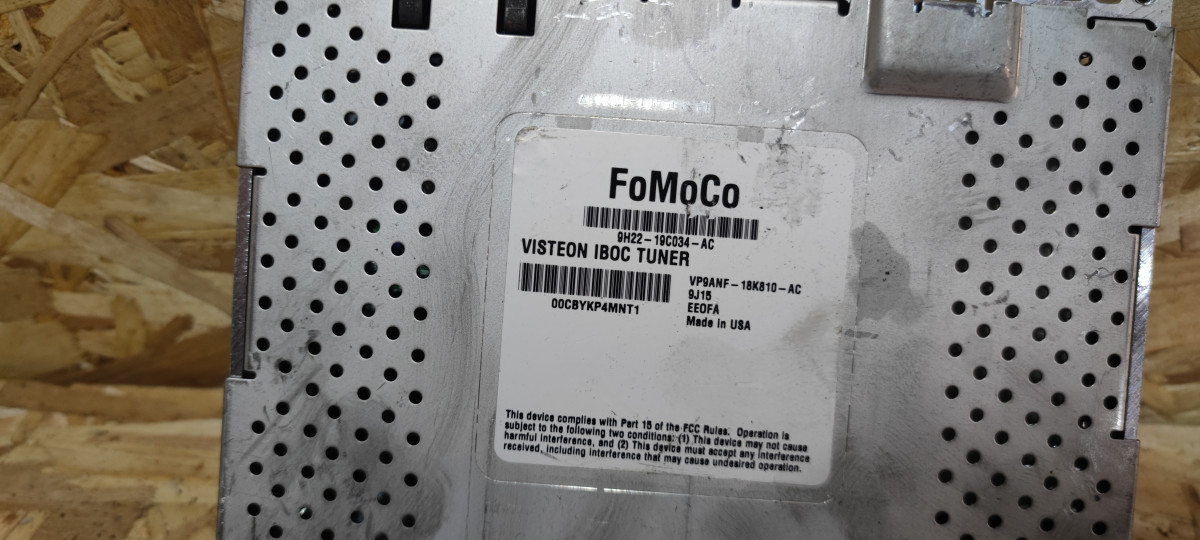 FoMoCo
9H22-19C034-AC
VISTEON IBOC TUNER
00CBYKP4MNT1
VP9ANF-18K810-AC
9J15
EEOFA
Made in USA
This device complies with Part 15 of the FCC Rules. Operation is
subject to the following two conditions: (1) This device may not cause
harmful interference, and (2) This device must accept any interference
received, including interference that may cause undesired operation.